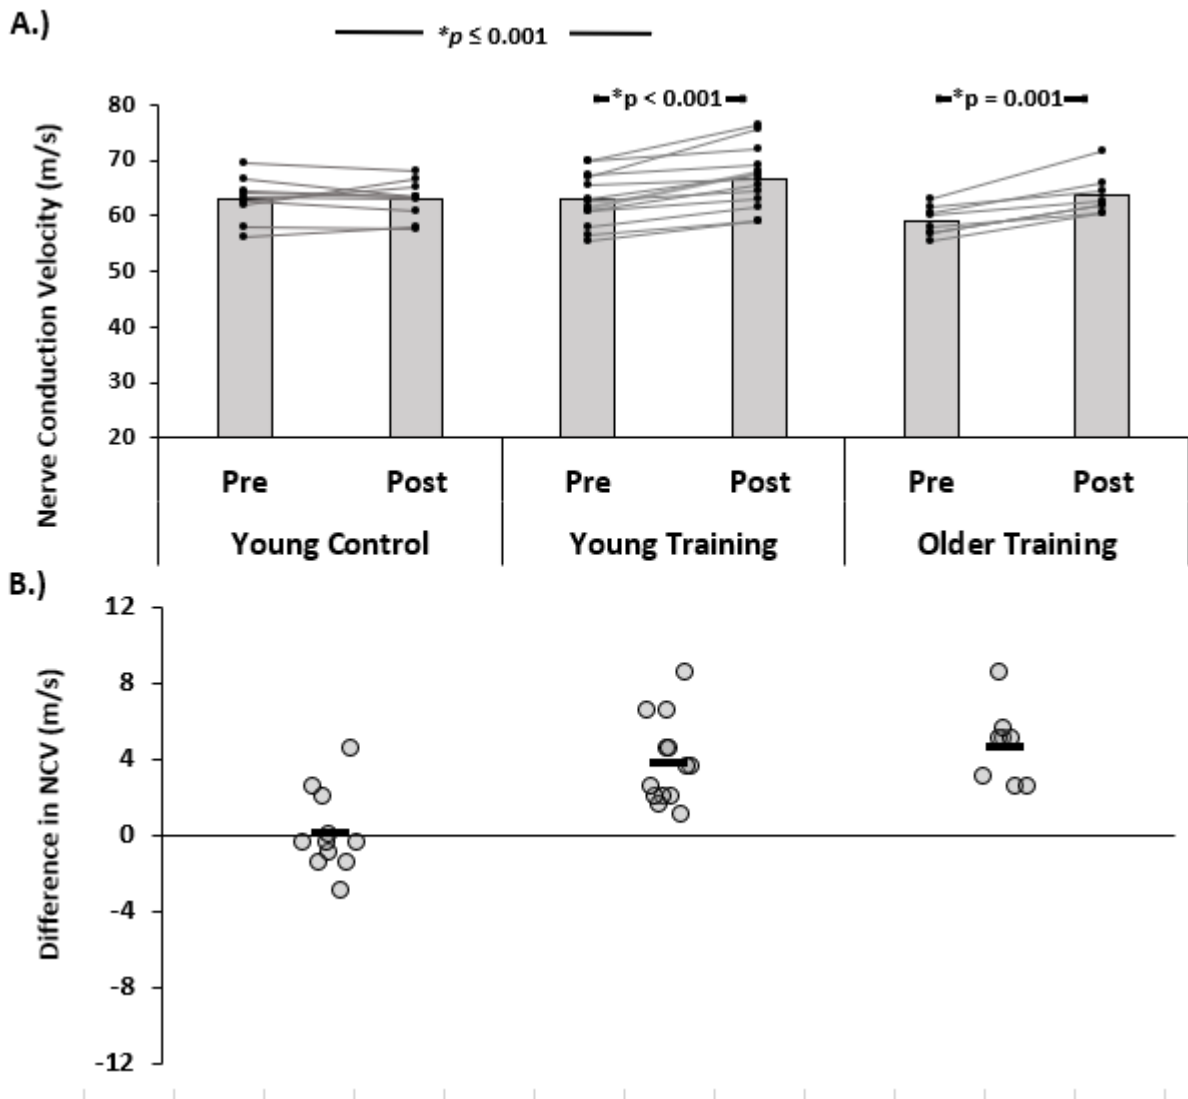 A.)
*p ≤ 0.001
*p < 0.001
*p = 0.001
Nerve Conduction Velocity (m/s)
80
70
60
50
40
30
20
Pre
Post
Pre
Post
Pre
Post
Young Control
Young Training
Older Training
B.)
Difference in NCV (m/s)
12
8
4
0
-4
-8
-12